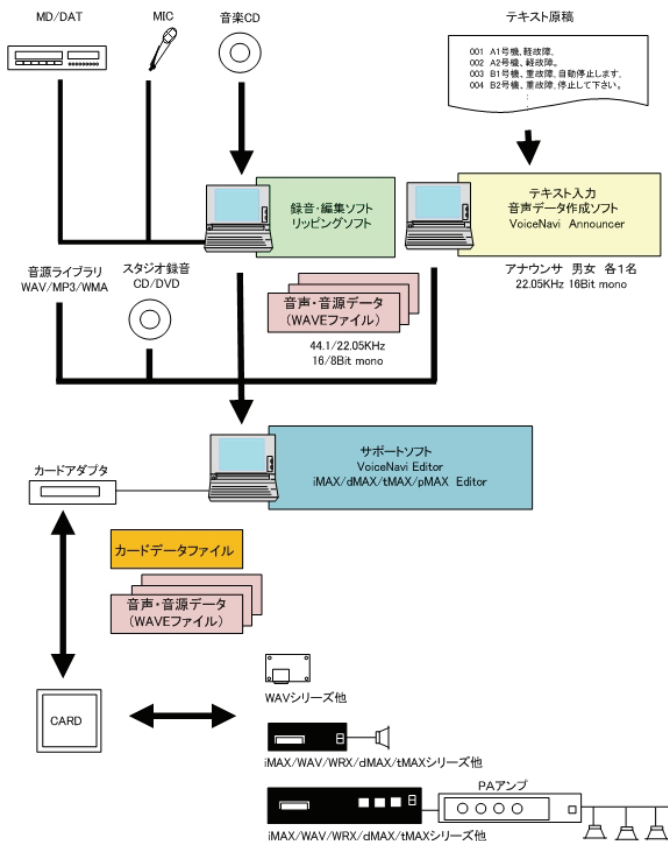 MD/DAT
MIC
音楽CD
テキスト原稿
001 A1号機、軽故障。
002 A2号機、軽故障。
003 B1号機、重故障、自動停止します。
004 B2号機、重故障、停止して下さい。
録音・編集ソフト
リッピングソフト
テキスト入力
音声データ作成ソフト
VoiceNavi Announcer
アナウンサ 男女 各1名
22.05KHz 16Bit mono
音源ライブラリ
WAV/MP3/WMA
スタジオ録音
CD/DVD
音声・音源データ
(WAVEファイル)
44.1/22.05KHz
16/8Bit mono
サポートソフト
VoiceNavi Editor
iMAX/dMAX/tMAX/pMAX Editor
カードアダプタ
カードデータファイル
音声・音源データ
(WAVEファイル)
CARD
WAVシリーズ他
iMAX/WAV/WRX/dMAX/tMAXシリーズ他
PAアンプ
iMAX/WAV/WRX/dMAX/tMAXシリーズ他